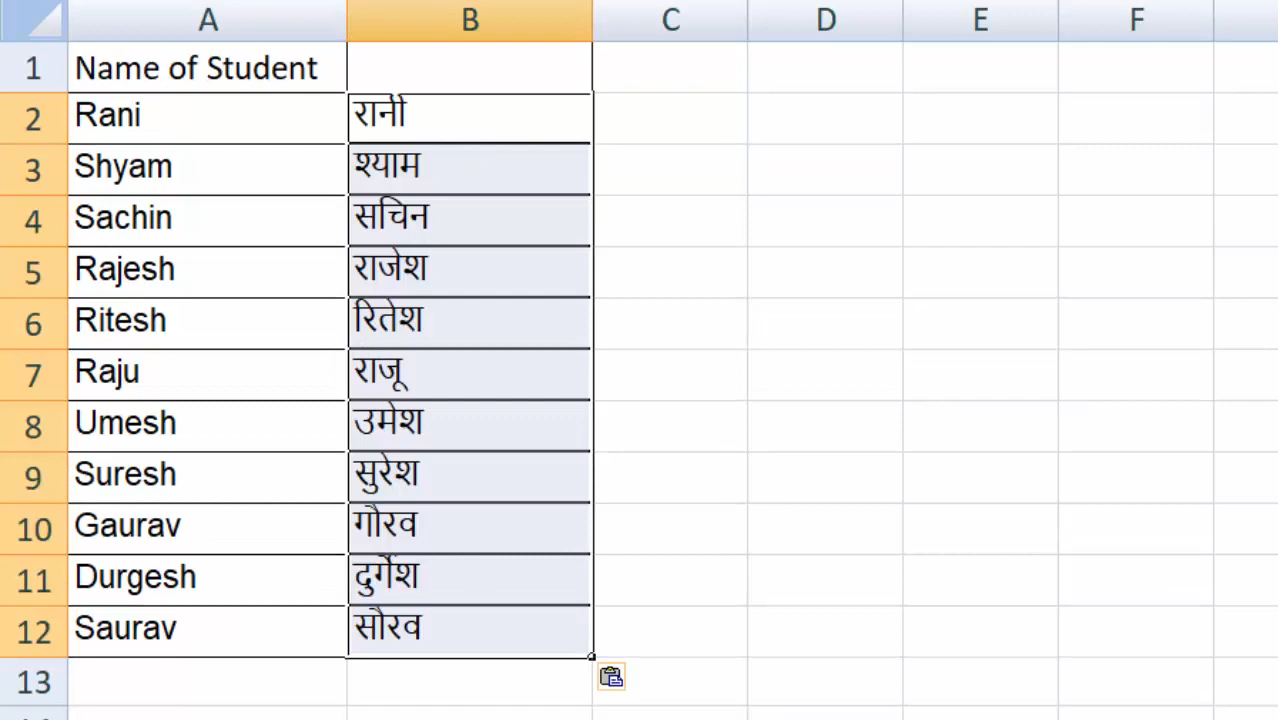 A B C D E F
1 Name of Student
2 Rani रानी
3 Shyam श्याम
4 Sachin सचिन
5 Rajesh राजेश
6 Ritesh रितेश
7 Raju राजू
8 Umesh उमेश
9 Suresh सुरेश
10 Gaurav गौरव
11 Durgesh दुर्गेश
12 Saurav सौरव
13